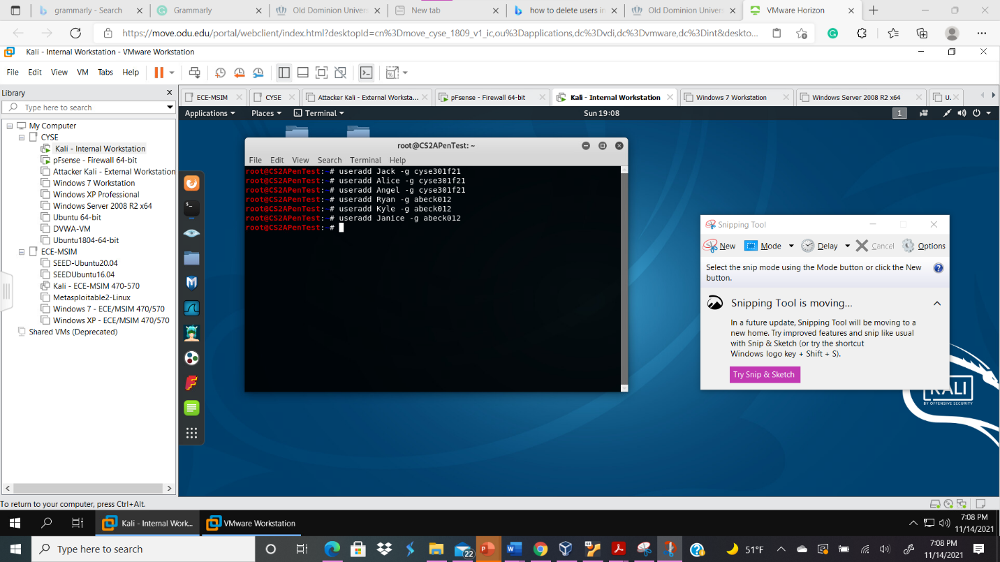 grammarly - Search
Grammarly
Old Dominion Univers
New tab
how to delete users in
Old Dominion Univers
VMware Horizon
https://move.odu.edu/portal/webclient/index.html?desktopId=cn%3Dmove_cyse_1809_v1_ic,ou%3Dapplications,dc%3Dvdi,dc%3Dvmware,dc%3Dint&deskto...
Kali - Internal Workstation - VMware Workstation
File Edit View VM Tabs Help
Library
Type here to search
My Computer
CYSE
Kali - Internal Workstation
pFsense - Firewall 64-bit
Attacker Kali - External Workstation
Windows 7 Workstation
Windows XP Professional
Windows Server 2008 R2 x64
Ubuntu 64-bit
DVWA-VM
Ubuntu1804-64-bit
ECE-MSIM
SEED-Ubuntu20.04
SEEDUbuntu16.04
Kali - ECE-MSIM 470-570
Metasploitable2-Linux
Windows 7 - ECE/MSIM 470/570
Windows XP - ECE/MSIM 470/570
Shared VMs (Deprecated)
ECE-MSIM
CYSE
Attacker Kali - External Worksta...
pFsense - Firewall 64-bit
Kali - Internal Workstation
Windows 7 Workstation
Windows Server 2008 R2 x64
U.
Applications Places Terminal
Sun 19:08
1
root@CS2APenTest: ~
File Edit View Search Terminal Help
root@CS2APenTest:~# useradd Jack -g cyse301f21
root@CS2APenTest:~# useradd Alice -g cyse301f21
root@CS2APenTest:~# useradd Angel -g cyse301f21
root@CS2APenTest:~# useradd Ryan -g abeck012
root@CS2APenTest:~# useradd Kyle -g abeck012
root@CS2APenTest:~# useradd Janice -g abeck012
root@CS2APenTest:~#
Snipping Tool
New Mode Delay Cancel Options
Select the snip mode using the Mode button or click the New
button.
Snipping Tool is moving...
In a future update, Snipping Tool will be moving to a
new home. Try improved features and snip like usual
with Snip & Sketch (or try the shortcut
Windows logo key + Shift + S).
Try Snip & Sketch
KALI
BY OFFENSIVE SECURITY
To return to your computer, press Ctrl+Alt.
Kali - Internal Work...
VMware Workstation
7:08 PM
11/14/2021
Type here to search
22
51°F
7:08 PM
11/14/2021